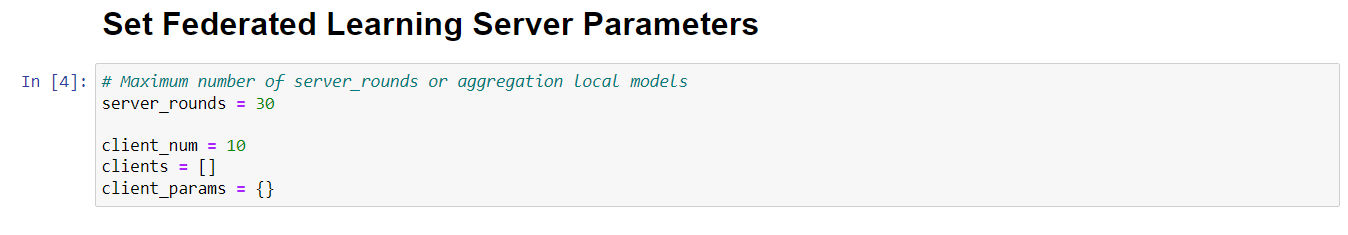 Set Federated Learning Server Parameters
In [4]:
# Maximum number of server_rounds or aggregation local models
server_rounds = 30
client_num = 10
clients = []
client_params = {}